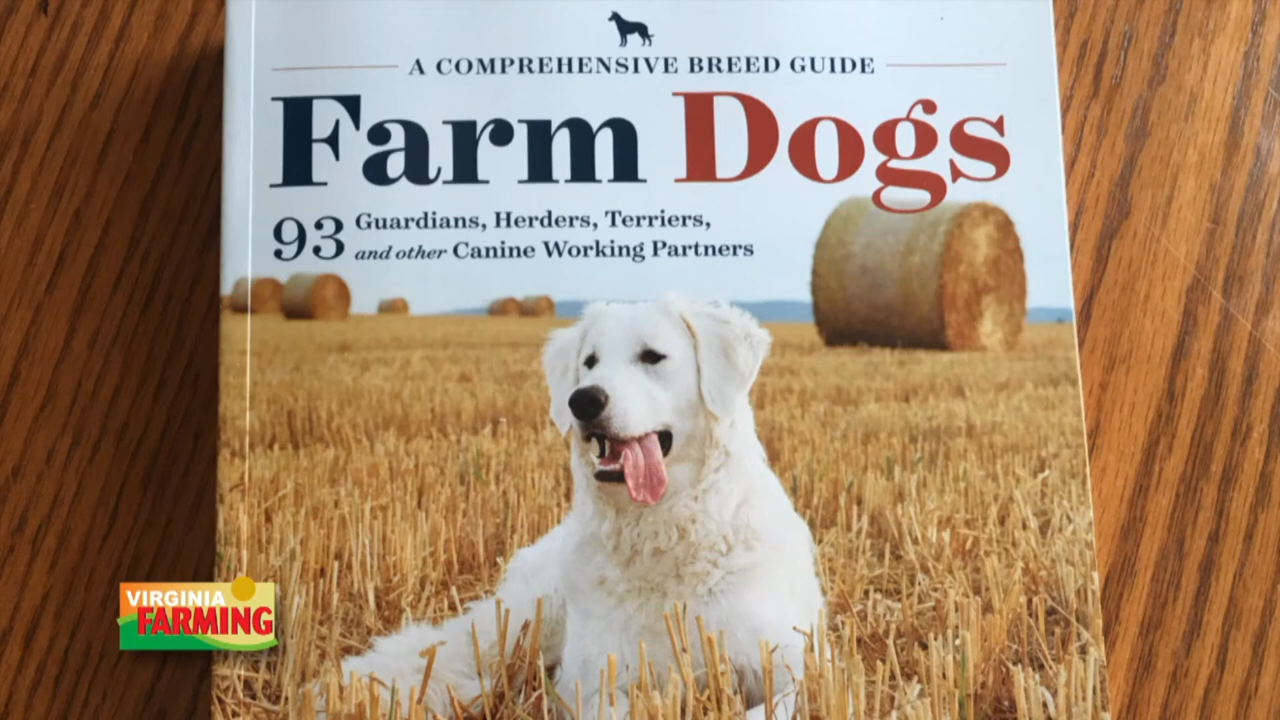 A COMPREHENSIVE BREED GUIDE
Farm Dogs
93 Guardians, Herders, Terriers,
and other Canine Working Partners
VIRGINIA
FARMING